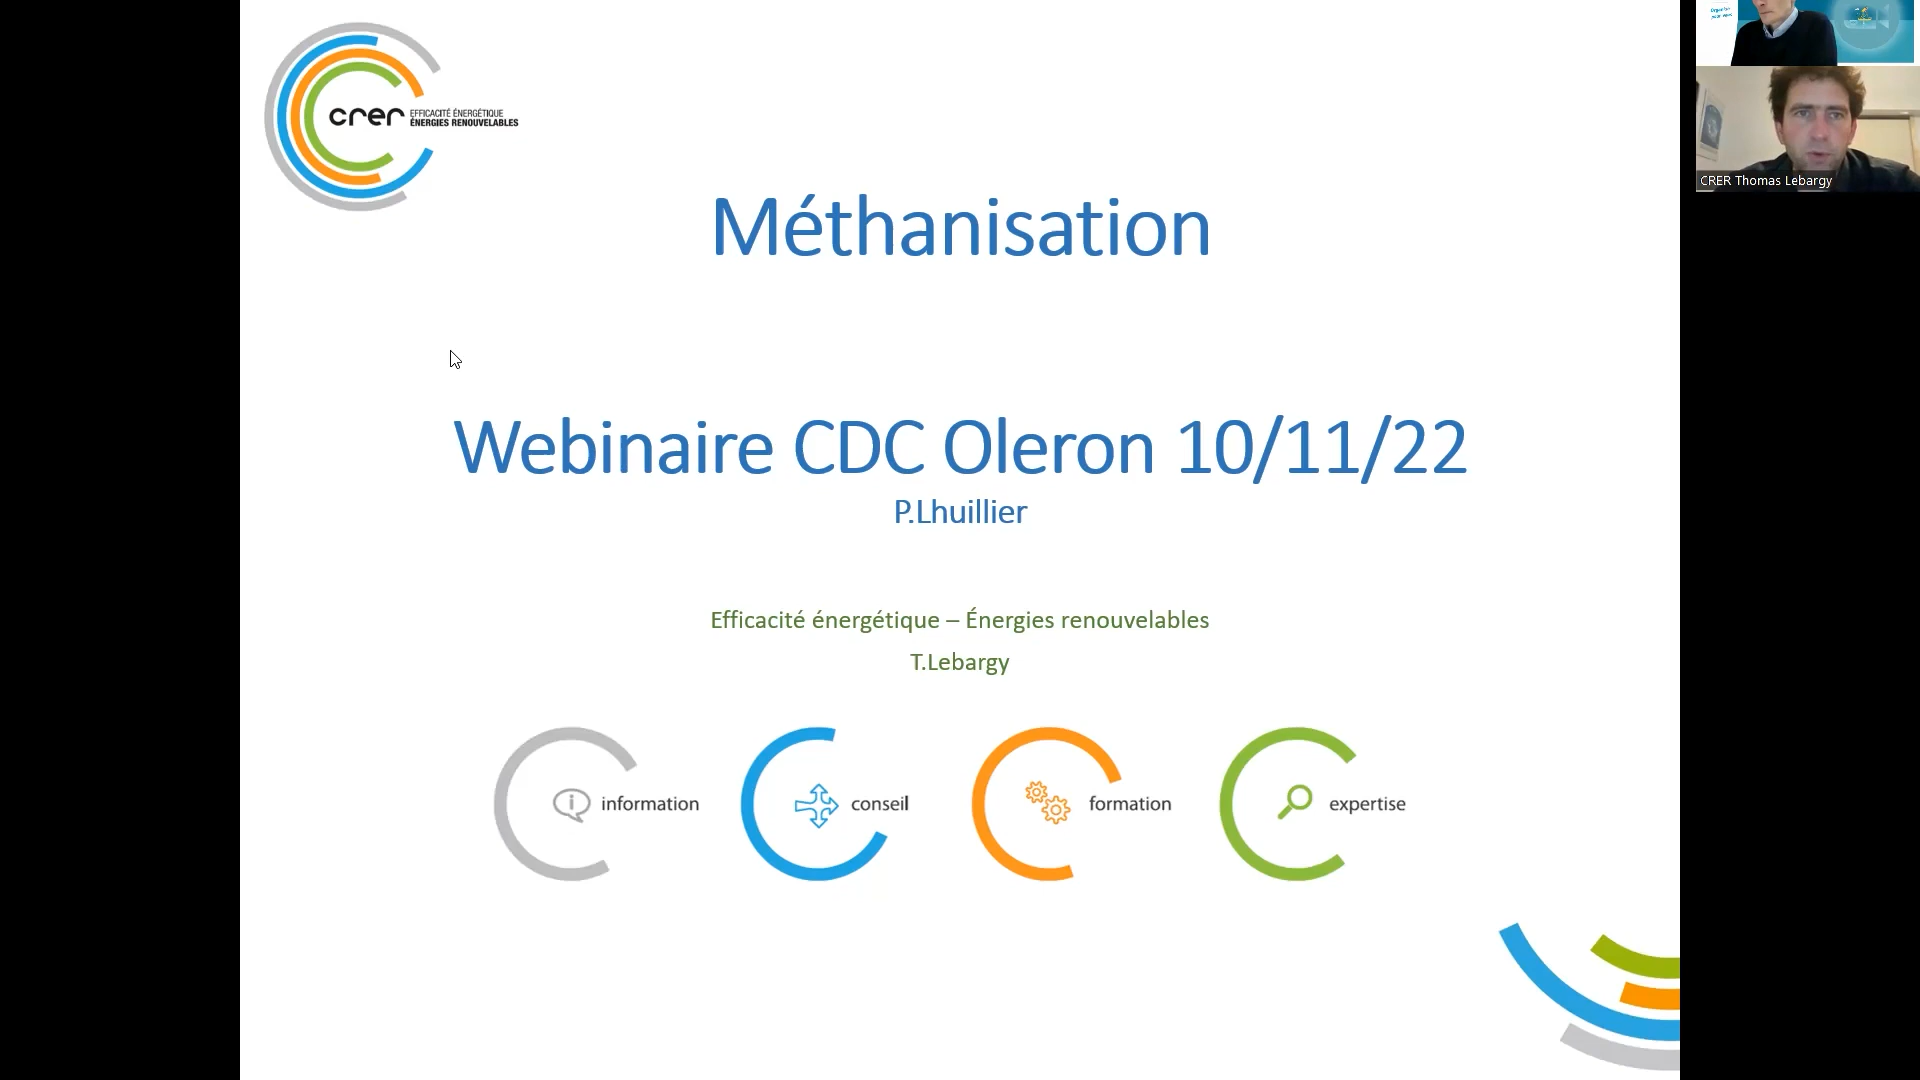 crer EFFICACITÉ ÉNERGÉTIQUE
ÉNERGIES RENOUVELABLES
Méthanisation
Webinaire CDC Oleron 10/11/22
P.Lhuillier
Efficacité énergétique – Énergies renouvelables
T.Lebargy
information
conseil
formation
expertise
CRER Thomas Lebargy